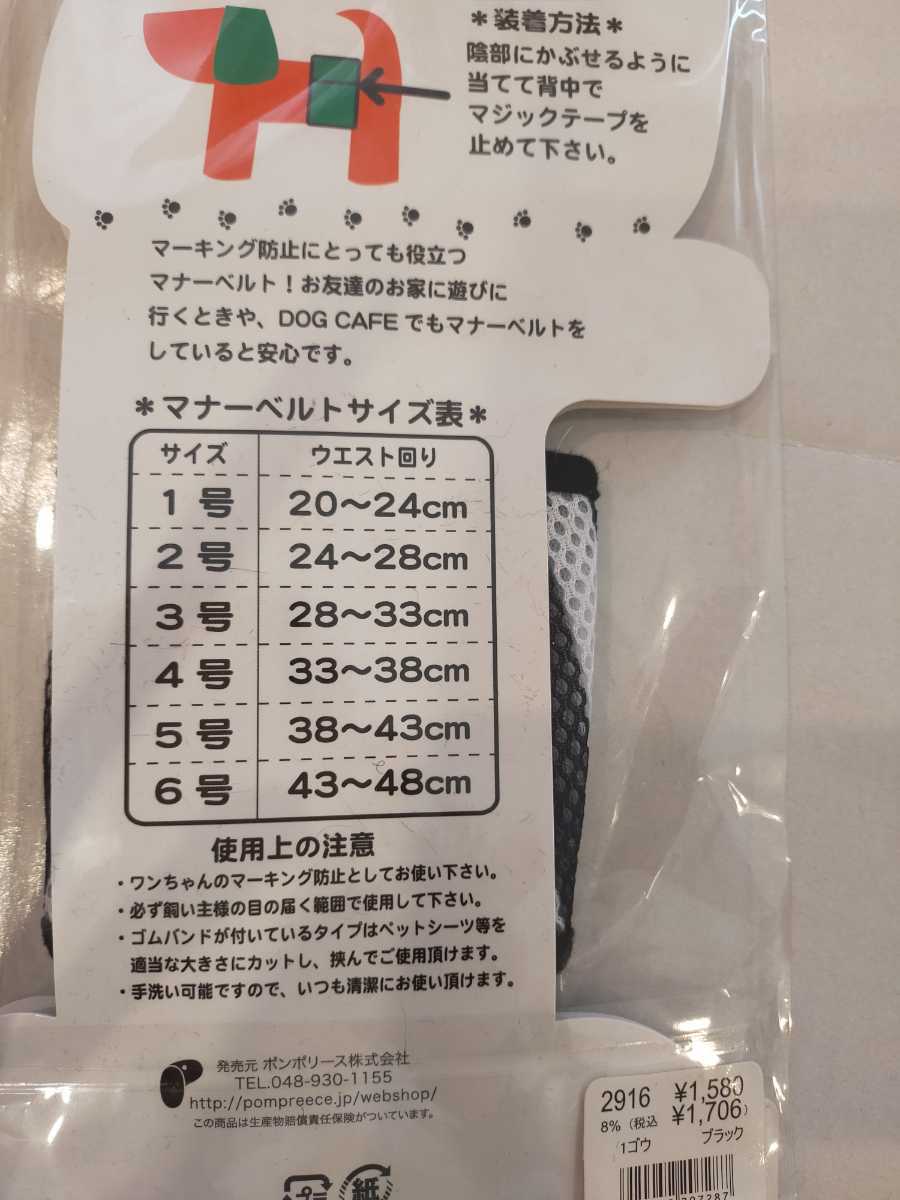 ＊装着方法＊
陰部にかぶせるように
当てて背中で
マジックテープを
止めて下さい。
マーキング防止にとっても役立つ
マナーベルト！お友達のお家に遊びに
行くときや、DOG CAFE でもマナーベルトを
していると安心です。
＊マナーベルトサイズ表＊
サイズ ウエスト回り
1 号 20〜24cm
2 号 24〜28cm
3 号 28〜33cm
4 号 33〜38cm
5 号 38〜43cm
6 号 43〜48cm
使用上の注意
・ワンちゃんのマーキング防止としてお使い下さい。
・必ず飼い主様の目の届く範囲で使用して下さい。
・ゴムバンドが付いているタイプはペットシーツ等を
適当な大きさにカットし、挟んでご使用頂けます。
・手洗い可能ですので、いつも清潔にお使い頂けます。
発売元 ポンポリース株式会社
TEL.048-930-1155
http://pompreece.jp/webshop/
この商品は生産物賠償責任保険がついています。
2916 ¥1,580
8% (税込 ¥1,706)
1ゴウ ブラック
紙